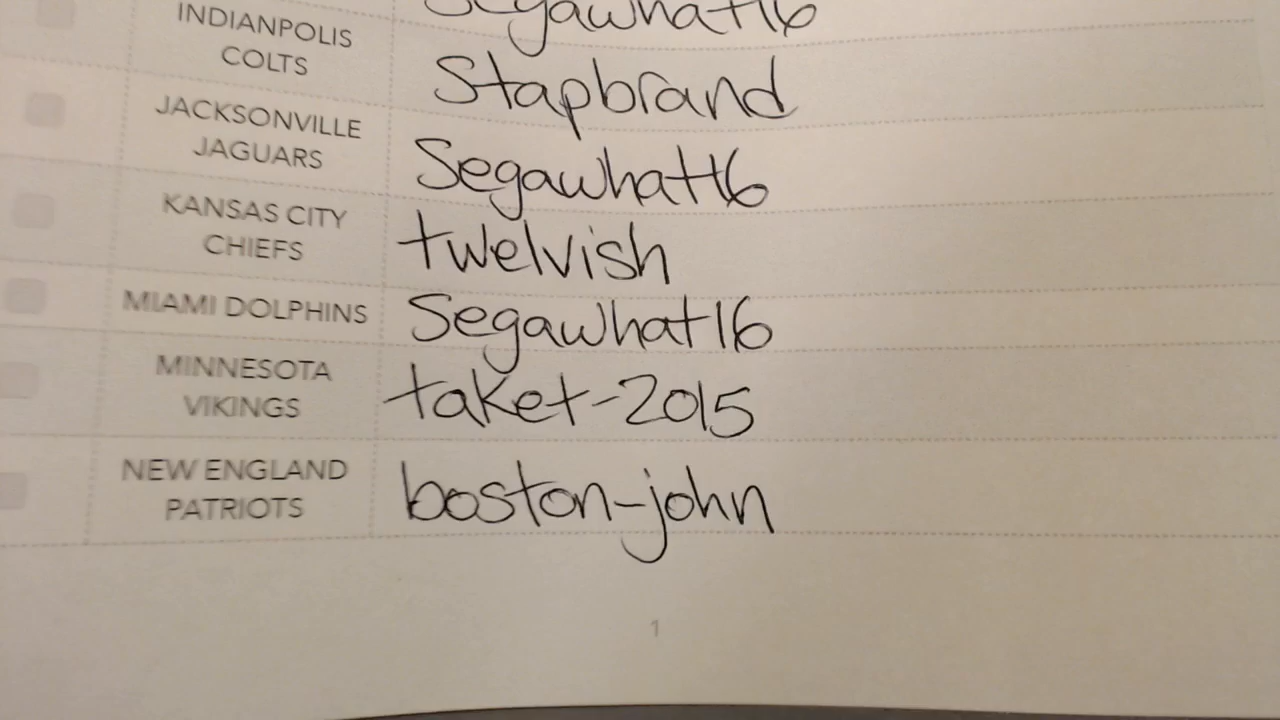 Segawhat16
INDIANPOLIS
COLTS
Stapbrand
JACKSONVILLE
JAGUARS
Segawhat16
KANSAS CITY
CHIEFS
twelvish
MIAMI DOLPHINS
Segawhat16
MINNESOTA
VIKINGS
taket-2015
NEW ENGLAND
PATRIOTS
boston-john
1